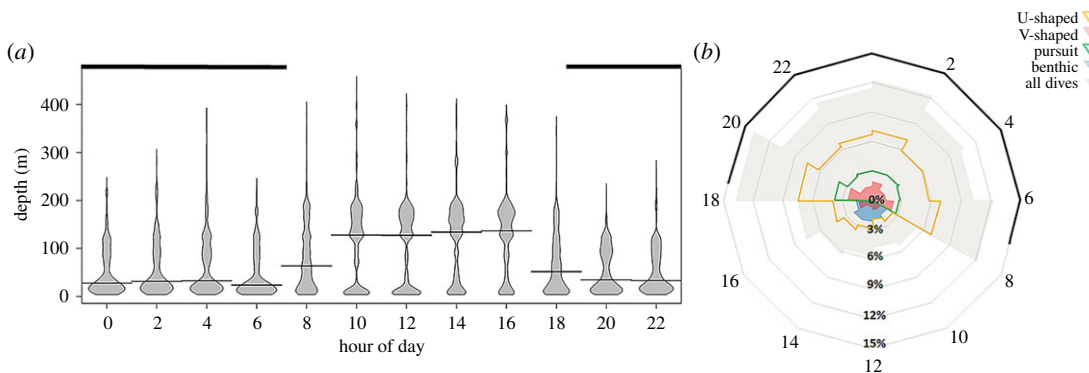 (a)
400
300
200
100
0
depth (m)
0 2 4 6 8 10 12 14 16 18 20 22
hour of day
(b)
U-shaped
V-shaped
pursuit
benthic
all dives
22
2
20
4
18
6
16
8
14
10
12
0%
3%
6%
9%
12%
15%